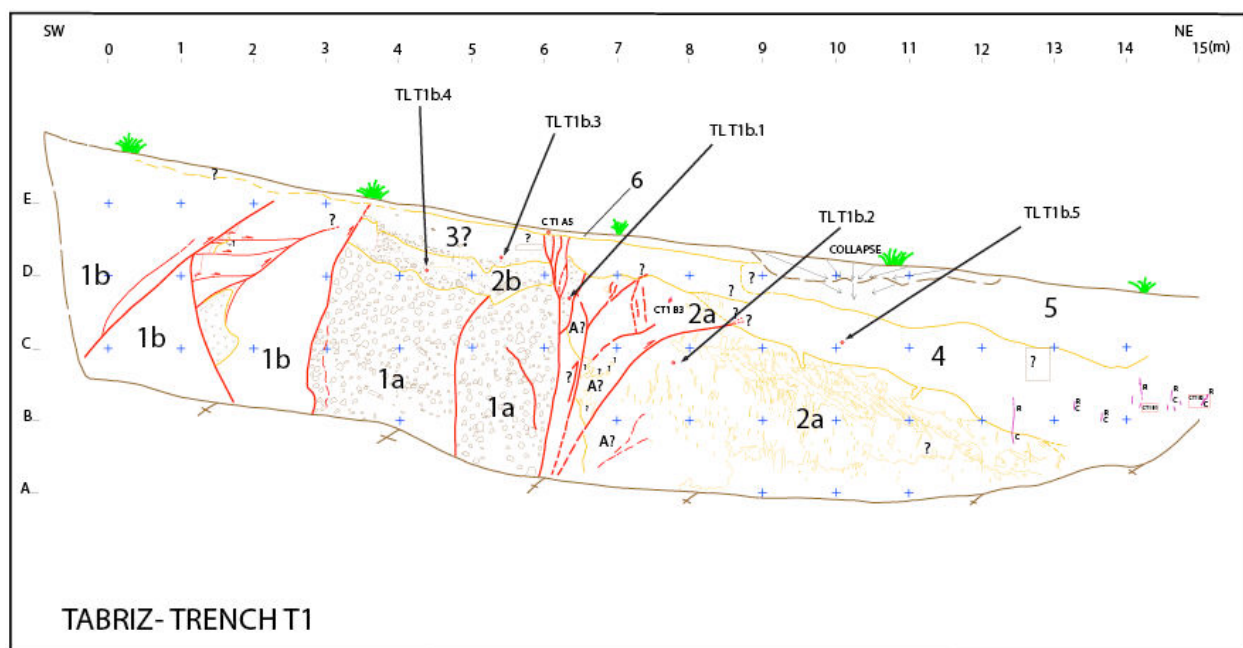 SW NE
0 1 2 3 4 5 6 7 8 9 10 11 12 13 14 15(m)
TL T1b.4
TL T1b.3
TL T1b.1
TL T1b.2
TL T1b.5
6
?
E
CT1 A5
?
?
3?
COLLAPSE
1b
D
2b
?
?
?
5
A?
CT1 B3
2a
?
?
1b
1b
C
4
?
1a
1a
?
A?
2a
R
R
C
R
C
R
C
R
C
B
A?
?
C
A
TABRIZ- TRENCH T1